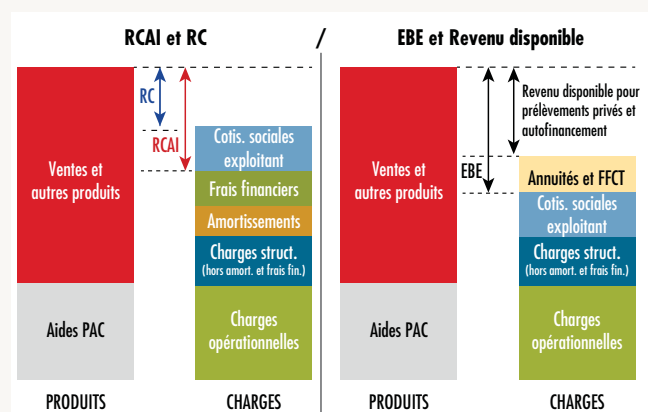 RCAI et RC
/
EBE et Revenu disponible
RC
RCAI
Ventes et
autres produits
Aides PAC
Cotis. sociales
exploitant
Frais financiers
Amortissements
Charges struct.
(hors amort. et frais fin.)
Charges
opérationnelles
PRODUITS
CHARGES
Ventes et
autres produits
Aides PAC
EBE
Revenu disponible pour
prélèvements privés et
autofinancement
Annuités et FFCT
Cotis. sociales
exploitant
Charges struct.
(hors amort. et frais fin.)
Charges
opérationnelles
PRODUITS
CHARGES